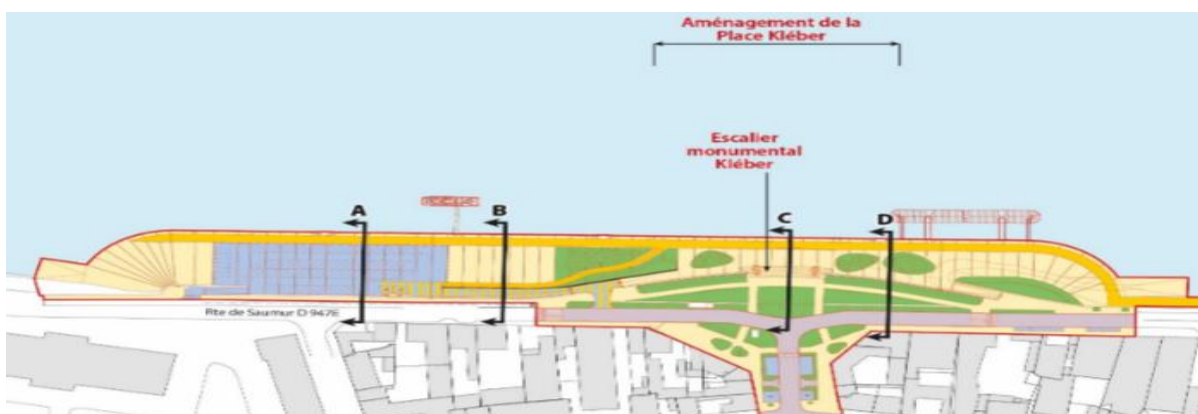 Aménagement de la
Place Kléber
Escalier
monumental
Kléber
A
B
C
D
Rte de Saumur D 947E